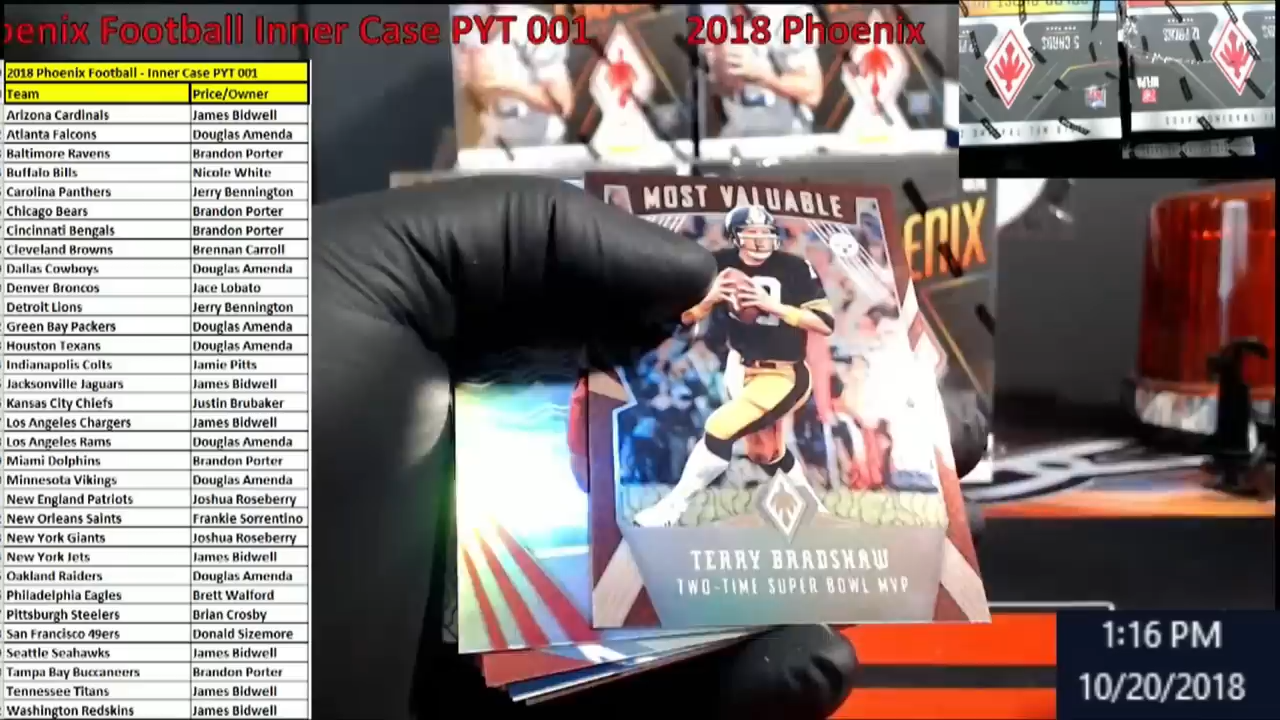 oenix Football Inner Case PYT 001 2018 Phoenix
2018 Phoenix Football - Inner Case PYT 001
Team Price/Owner
Arizona Cardinals James Bidwell
Atlanta Falcons Douglas Amenda
Baltimore Ravens Brandon Porter
Buffalo Bills Nicole White
Carolina Panthers Jerry Bennington
Chicago Bears Brandon Porter
Cincinnati Bengals Brandon Porter
Cleveland Browns Brennan Carroll
Dallas Cowboys Douglas Amenda
Denver Broncos Jace Lobato
Detroit Lions Jerry Bennington
Green Bay Packers Douglas Amenda
Houston Texans Douglas Amenda
Indianapolis Colts Jamie Pitts
Jacksonville Jaguars James Bidwell
Kansas City Chiefs Justin Brubaker
Los Angeles Chargers James Bidwell
Los Angeles Rams Douglas Amenda
Miami Dolphins Brandon Porter
Minnesota Vikings Douglas Amenda
New England Patriots Joshua Roseberry
New Orleans Saints Frankie Sorrentino
New York Giants Joshua Roseberry
New York Jets James Bidwell
Oakland Raiders Douglas Amenda
Philadelphia Eagles Brett Walford
Pittsburgh Steelers Brian Crosby
San Francisco 49ers Donald Sizemore
Seattle Seahawks James Bidwell
Tampa Bay Buccaneers Brandon Porter
Tennessee Titans James Bidwell
Washington Redskins James Bidwell
MOST VALUABLE
ENIX
TERRY BRADSHAW
TWO-TIME SUPER BOWL MVP
5 CARDS
12 PACKS
1:16 PM
10/20/2018